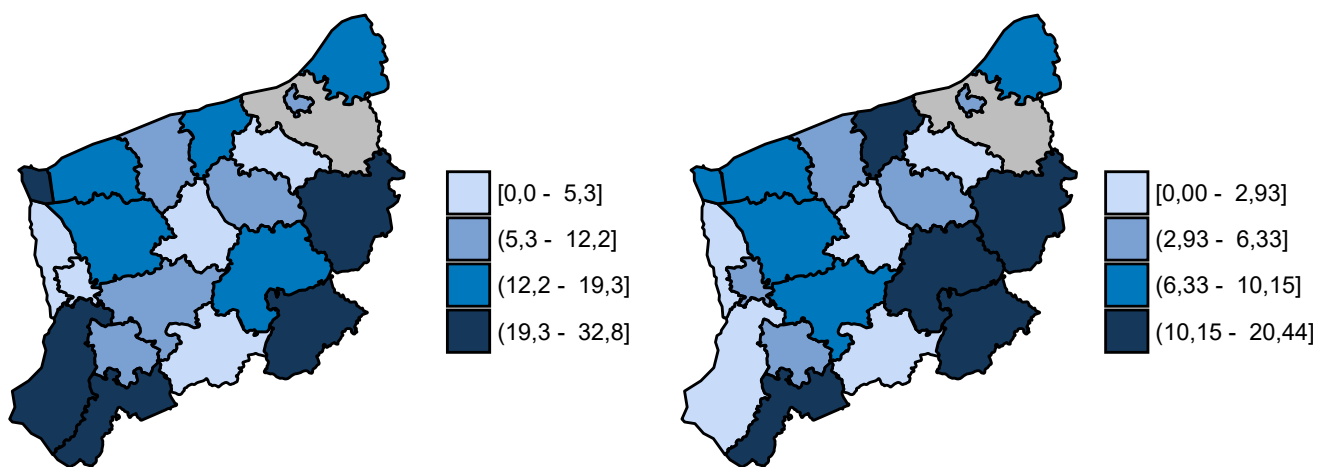 [0,0 - 5,3]
(5,3 - 12,2]
(12,2 - 19,3]
(19,3 - 32,8]
[0,00 - 2,93]
(2,93 - 6,33]
(6,33 - 10,15]
(10,15 - 20,44]